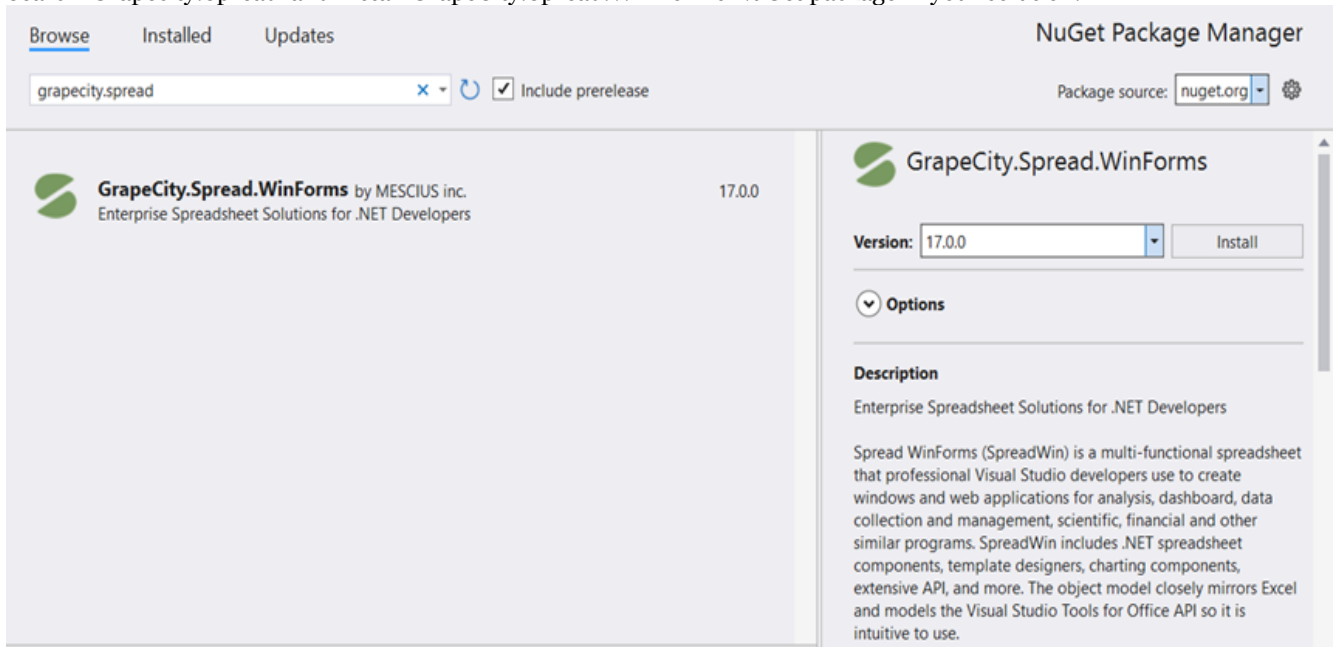 Browse Installed Updates NuGet Package Manager
grapecity.spread Include prerelease Package source: nuget.org
GrapeCity.Spread.WinForms by MESCIUS inc. 17.0.0
Enterprise Spreadsheet Solutions for .NET Developers
GrapeCity.Spread.WinForms
Version: 17.0.0 Install
Options
Description
Enterprise Spreadsheet Solutions for .NET Developers
Spread WinForms (SpreadWin) is a multi-functional spreadsheet
that professional Visual Studio developers use to create
windows and web applications for analysis, dashboard, data
collection and management, scientific, financial and other
similar programs. SpreadWin includes .NET spreadsheet
components, template designers, charting components,
extensive API, and more. The object model closely mirrors Excel
and models the Visual Studio Tools for Office API so it is
intuitive to use.